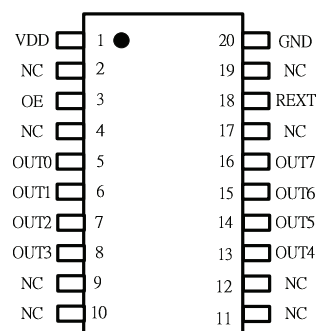 VDD 1 20 GND
NC 2 19 NC
OE 3 18 REXT
NC 4 17 NC
OUT0 5 16 OUT7
OUT1 6 15 OUT6
OUT2 7 14 OUT5
OUT3 8 13 OUT4
NC 9 12 NC
NC 10 11 NC